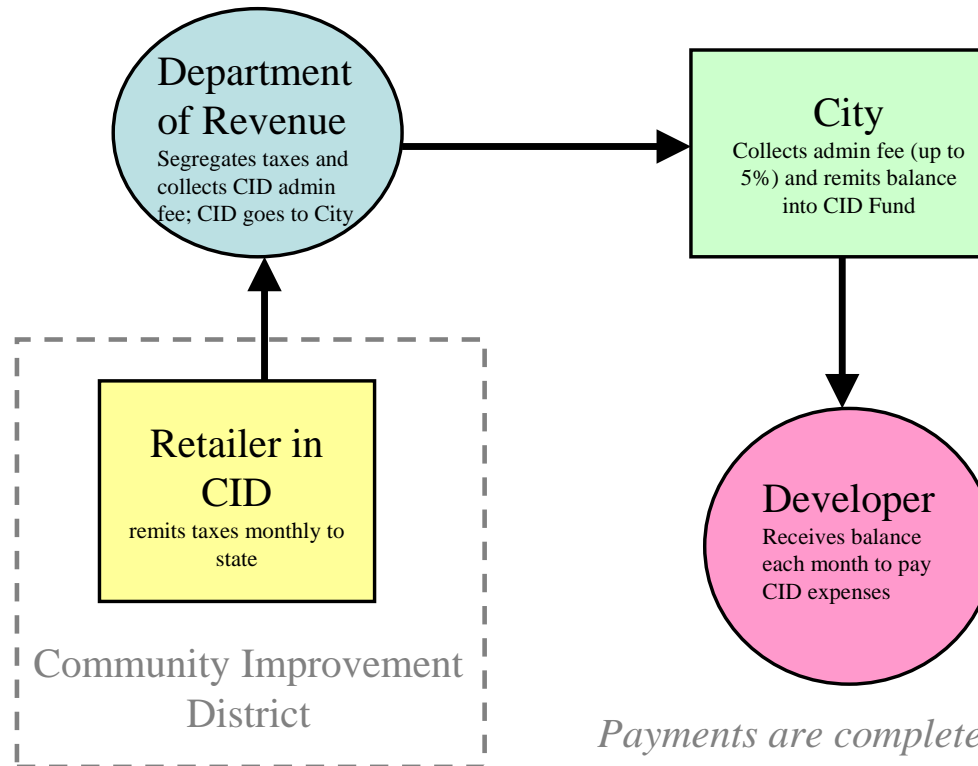 Department
of Revenue
Segregates taxes and
collects CID admin
fee; CID goes to City
City
Collects admin fee (up to
5%) and remits balance
into CID Fund
Retailer in
CID
remits taxes monthly to
state
Developer
Receives balance
each month to pay
CID expenses
Community Improvement
District
Payments are complete